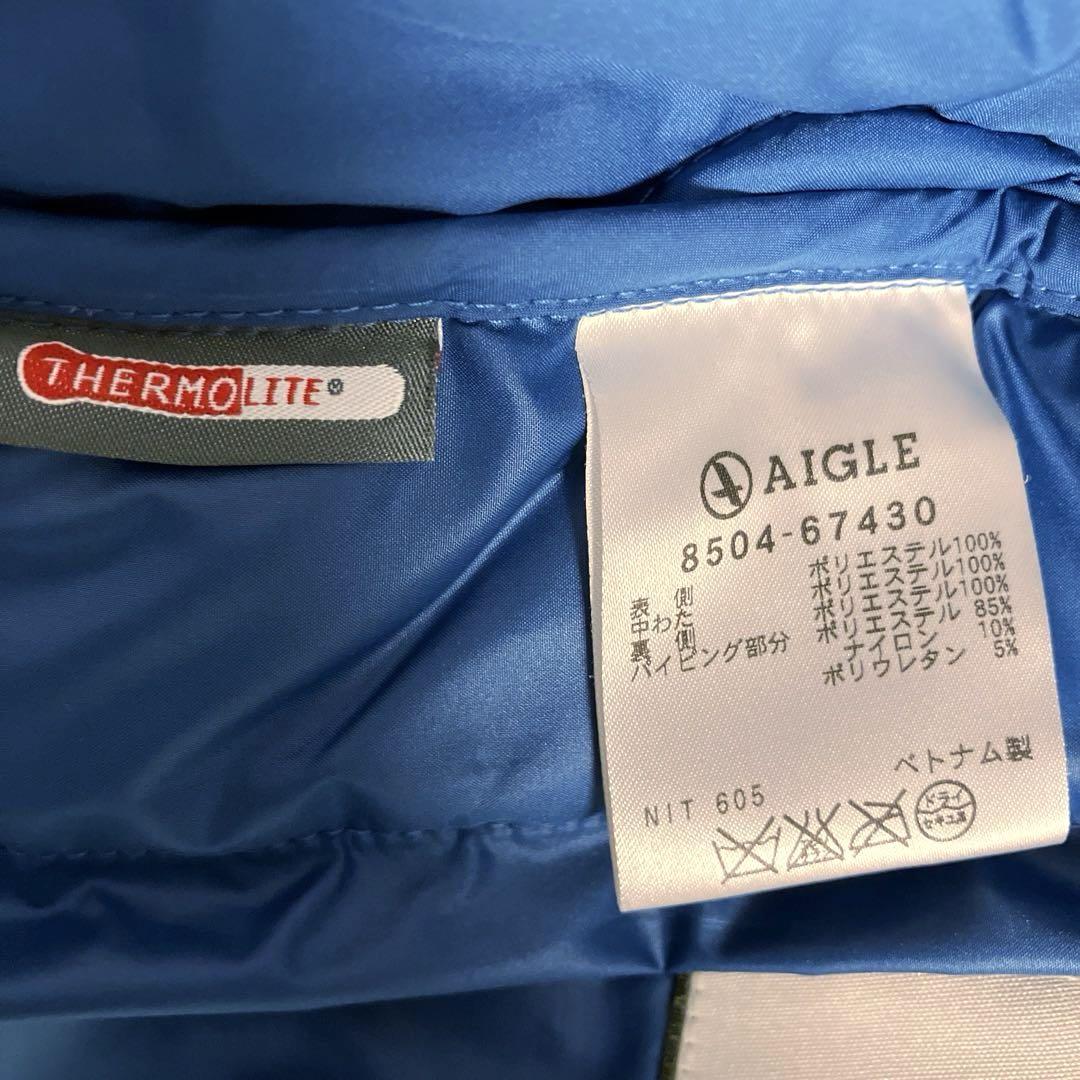 THERMOLITE®
AIGLE
8504-67430
表 側 ポリエステル100%
中わた ポリエステル100%
裏 側 ポリエステル100%
パイピング部分 ポリエステル 85%
ナイロン 10%
ポリウレタン 5%
ベトナム製
NIT 605
ドライ
セキユ系